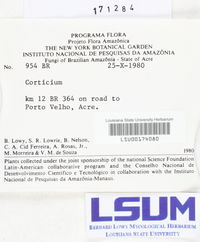 171284
PROGRAMA FLORA
Projeto Flora Amazônica
THE NEW YORK BOTANICAL GARDEN
INSTITUTO NACIONAL DE PESQUISAS DA AMAZÔNIA
Fungi of Brazilian Amazonia - State of Acre
No. 954 BR 25-X-1980
Corticium
km 12 BR 364 on road to
Porto Velho, Acre.
Louisiana State University Herbarium
LSU00179080
B. Lowy, S. R. Lowrie, B. Nelson,
C. A. Cid Ferreira, A. Rosas, Jr.,
M. Morreira & V. M. de Souza
1980
Plants collected under the joint sponsorship of the national Science Foundation
Latin-American collaborative program and the Conselho Nacional de
Desenvolvimento Científico e Tecnológico in collaboration with the Instituto
Nacional de Pesquisas da Amazônia-Manaus.
LSUM
BERNARD LOWY MYCOLOGICAL HERBARIUM
LOUISIANA STATE UNIVERSITY